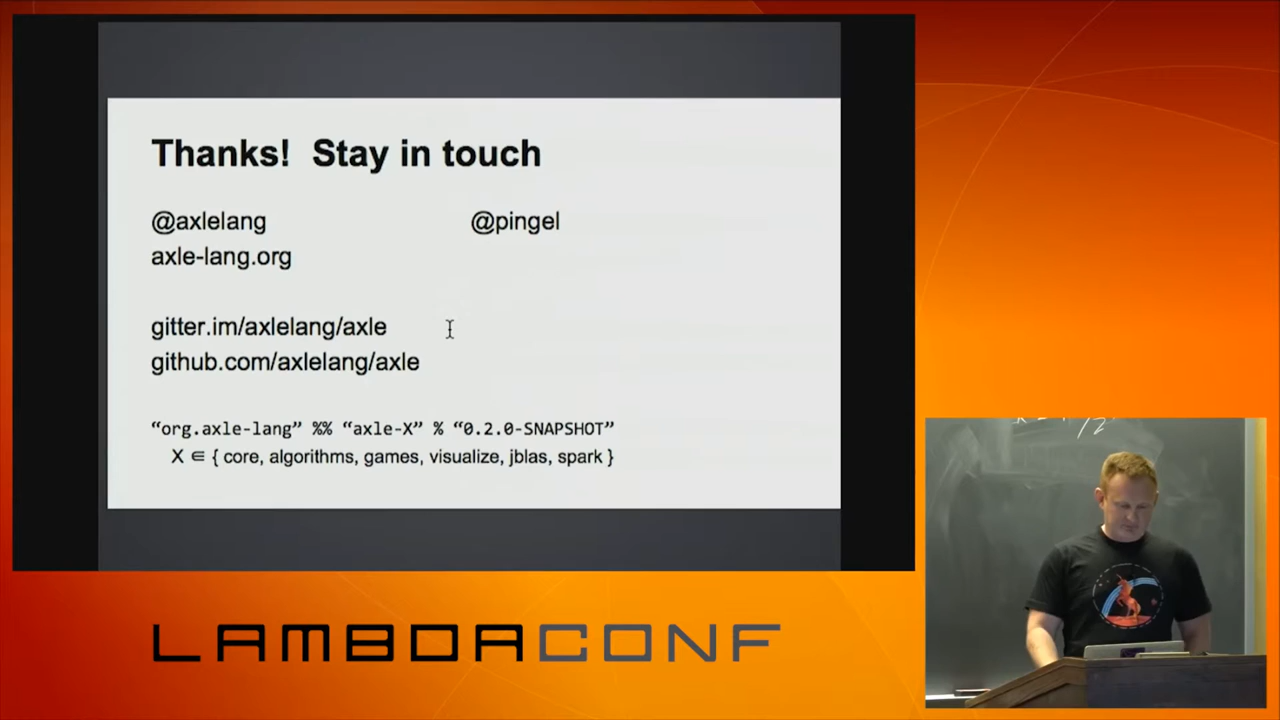 Thanks! Stay in touch
@axlelang @pingel
axle-lang.org
gitter.im/axlelang/axle
github.com/axlelang/axle
“org.axle-lang” %% “axle-X” % “0.2.0-SNAPSHOT”
X ∈ { core, algorithms, games, visualize, jblas, spark }
LAMBDACONF